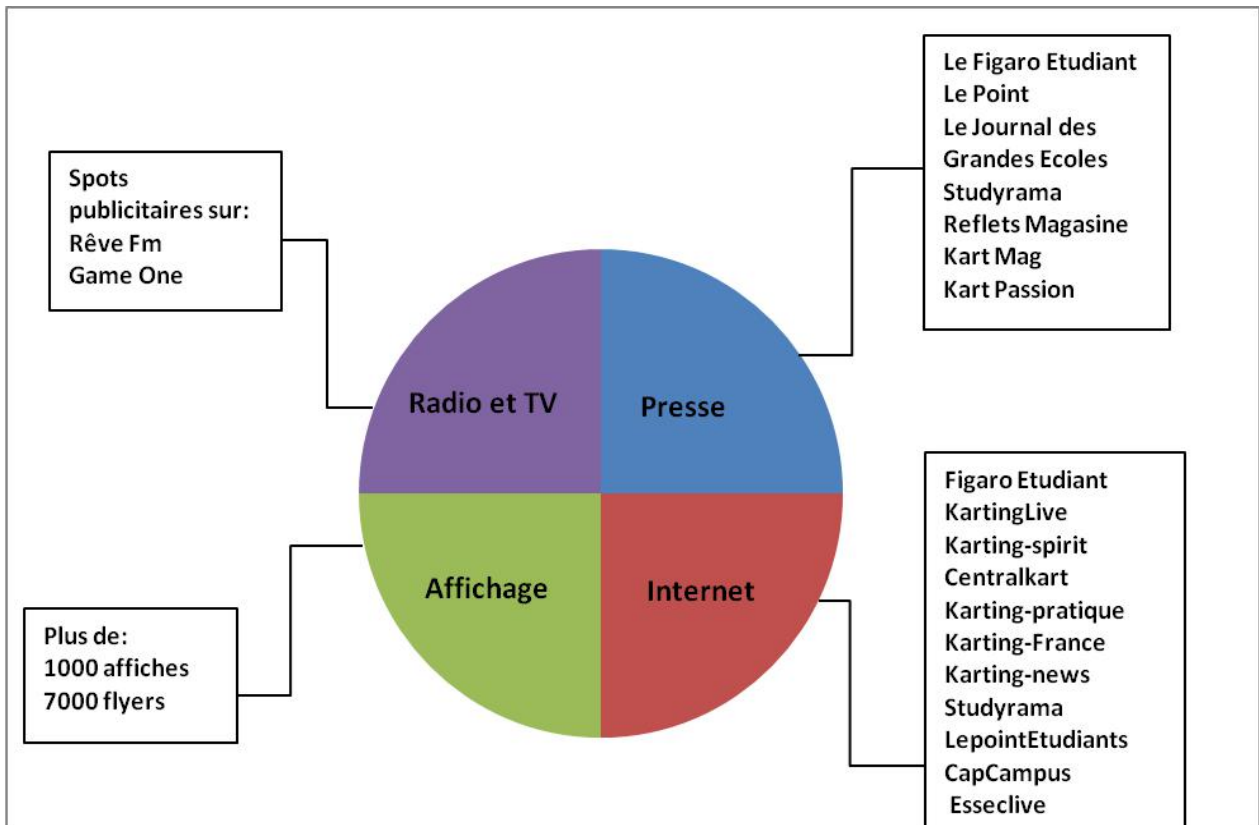 Spots
publicitaires sur:
Rêve Fm
Game One
Le Figaro Etudiant
Le Point
Le Journal des
Grandes Ecoles
Studyrama
Reflets Magasine
Kart Mag
Kart Passion
Radio et TV
Presse
Affichage
Internet
Plus de:
1000 affiches
7000 flyers
Figaro Etudiant
KartingLive
Karting-spirit
Centralkart
Karting-pratique
Karting-France
Karting-news
Studyrama
LepointEtudiants
CapCampus
Esseclive